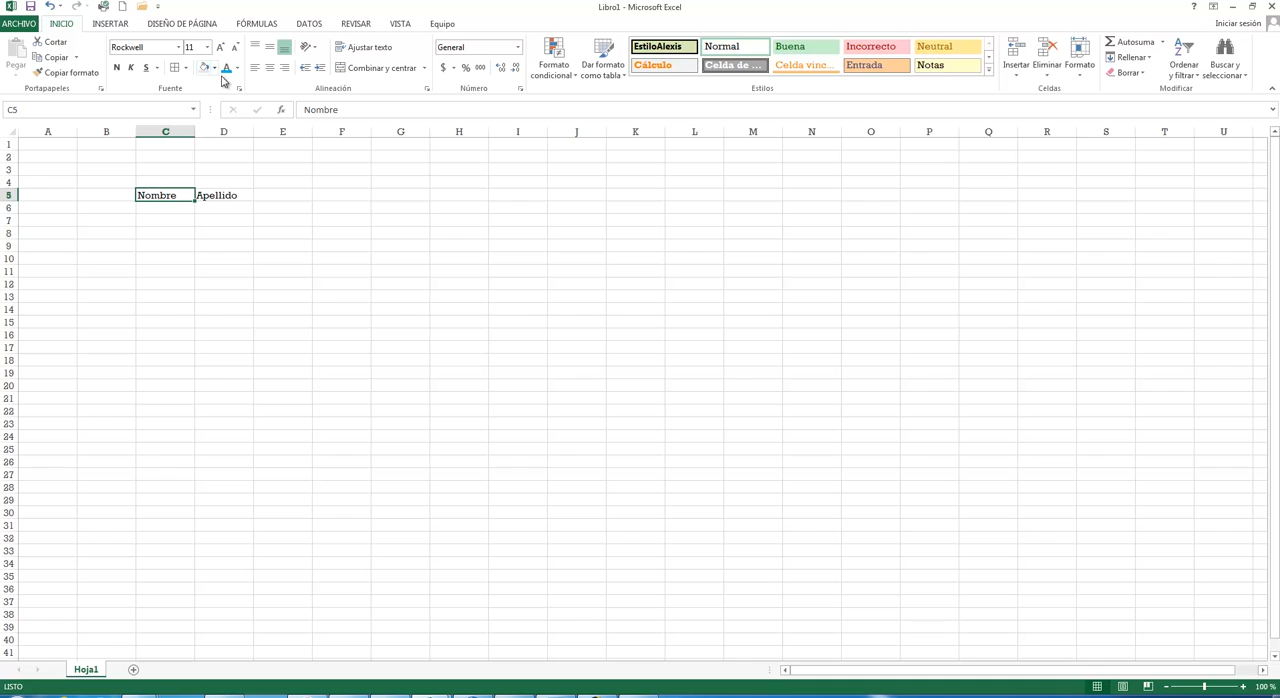 Libro1 - Microsoft Excel
ARCHIVO INICIO INSERTAR DISEÑO DE PÁGINA FÓRMULAS DATOS REVISAR VISTA Equipo Iniciar sesión
Pegar
Cortar
Copiar
Copiar formato
Portapapeles
Rockwell 11
N K S
Fuente
Ajustar texto
Combinar y centrar
Alineación
General
$ % 000
Número
Formato condicional
Dar formato como tabla
EstiloAlexis Normal Buena Incorrecto Neutral
Cálculo Celda de ... Celda vinc... Entrada Notas
Estilos
Insertar Eliminar Formato
Celdas
Autosuma
Rellenar
Borrar
Ordenar y filtrar
Buscar y seleccionar
Modificar
C5 fx Nombre
A B C D E F G H I J K L M N O P Q R S T U
1
2
3
4
5 Nombre Apellido
6
7
8
9
10
11
12
13
14
15
16
17
18
19
20
21
22
23
24
25
26
27
28
29
30
31
32
33
34
35
36
37
38
39
40
41
Hoja1
LISTO 100 %